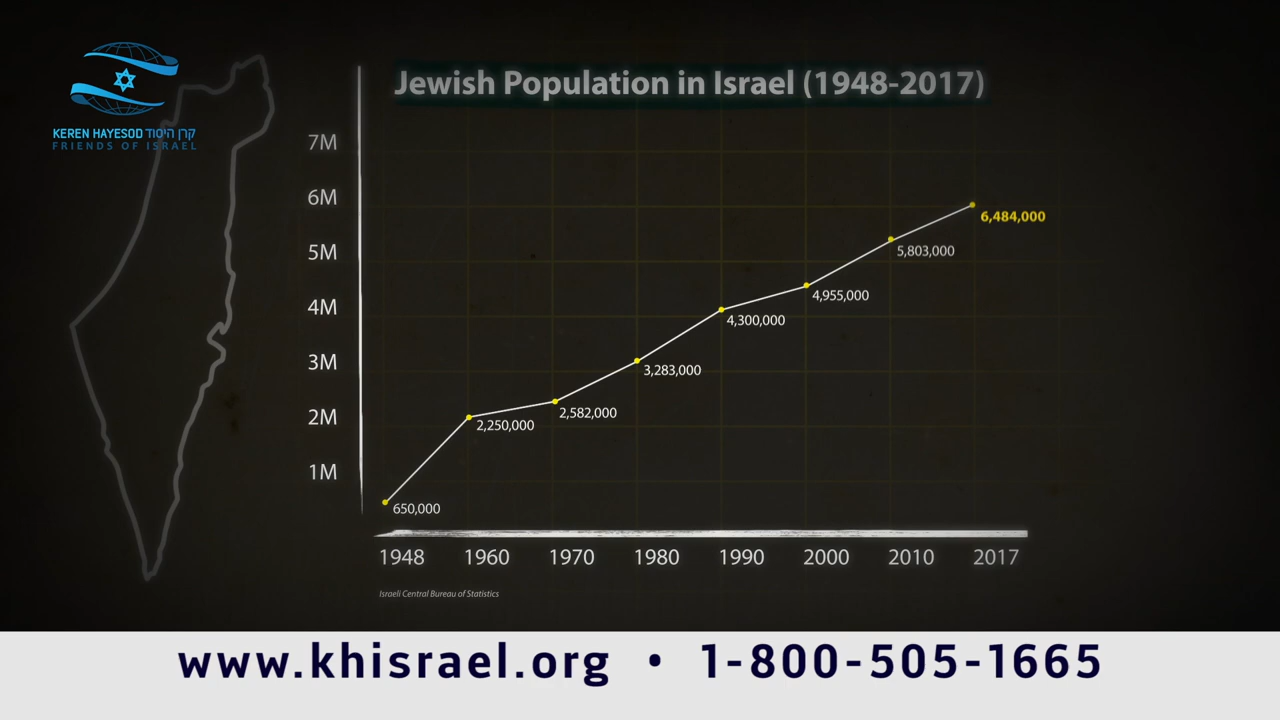 KEREN HAYESOD קרן היסוד
FRIENDS OF ISRAEL
Jewish Population in Israel (1948-2017)
7M
6M
5M
4M
3M
2M
1M
650,000
2,250,000
2,582,000
3,283,000
4,300,000
4,955,000
5,803,000
6,484,000
1948 1960 1970 1980 1990 2000 2010 2017
Israeli Central Bureau of Statistics
www.khisrael.org • 1-800-505-1665